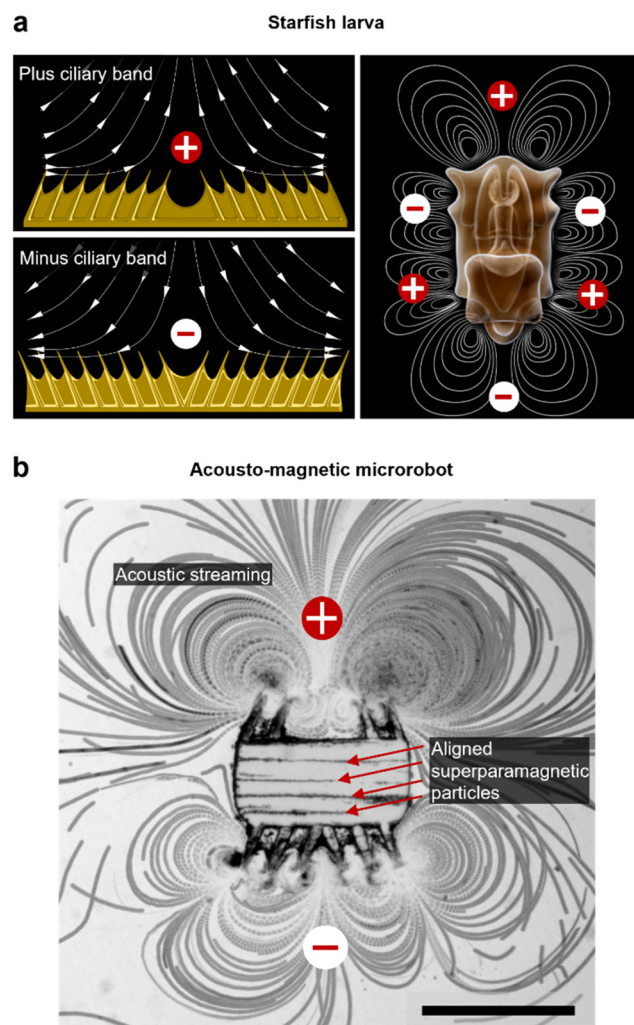 a
Starfish larva
Plus ciliary band
+
Minus ciliary band
−
+
−
−
+
+
−
b
Acousto-magnetic microrobot
Acoustic streaming
+
Aligned
superparamagnetic
particles
−